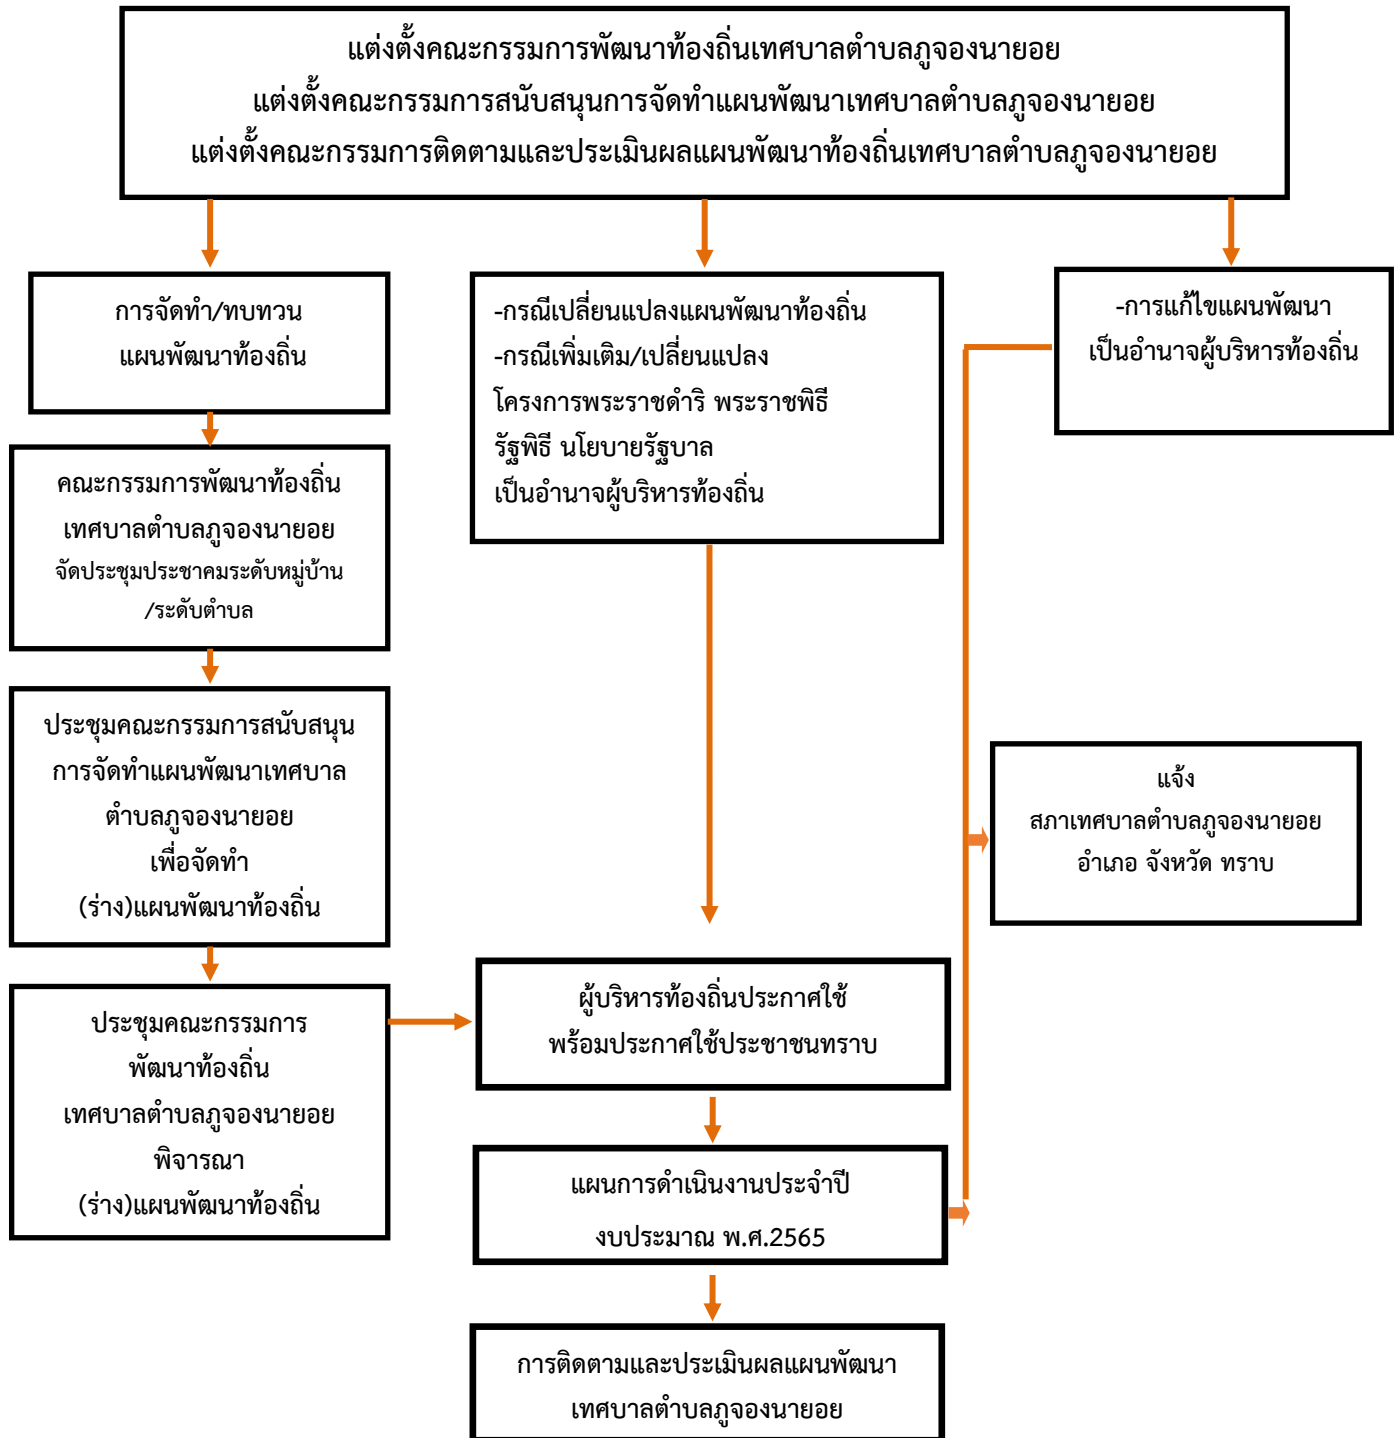 แต่งตั้งคณะกรรมการพัฒนาท้องถิ่นเทศบาลตำบลภูจองนายอย
แต่งตั้งคณะกรรมการสนับสนุนการจัดทำแผนพัฒนาเทศบาลตำบลภูจองนายอย
แต่งตั้งคณะกรรมการติดตามและประเมินผลแผนพัฒนาท้องถิ่นเทศบาลตำบลภูจองนายอย
การจัดทำ/ทบทวน
แผนพัฒนาท้องถิ่น
-กรณีเปลี่ยนแปลงแผนพัฒนาท้องถิ่น
-กรณีเพิ่มเติม/เปลี่ยนแปลง
โครงการพระราชดำริ พระราชพิธี
รัฐพิธี นโยบายรัฐบาล
เป็นอำนาจผู้บริหารท้องถิ่น
-การแก้ไขแผนพัฒนา
เป็นอำนาจผู้บริหารท้องถิ่น
คณะกรรมการพัฒนาท้องถิ่น
เทศบาลตำบลภูจองนายอย
จัดประชุมประชาคมระดับหมู่บ้าน
/ระดับตำบล
ประชุมคณะกรรมการสนับสนุน
การจัดทำแผนพัฒนาเทศบาล
ตำบลภูจองนายอย
เพื่อจัดทำ
(ร่าง)แผนพัฒนาท้องถิ่น
แจ้ง
สภาเทศบาลตำบลภูจองนายอย
อำเภอ จังหวัด ทราบ
ประชุมคณะกรรมการ
พัฒนาท้องถิ่น
เทศบาลตำบลภูจองนายอย
พิจารณา
(ร่าง)แผนพัฒนาท้องถิ่น
ผู้บริหารท้องถิ่นประกาศใช้
พร้อมประกาศใช้ประชาชนทราบ
แผนการดำเนินงานประจำปี
งบประมาณ พ.ศ.2565
การติดตามและประเมินผลแผนพัฒนา
เทศบาลตำบลภูจองนายอย